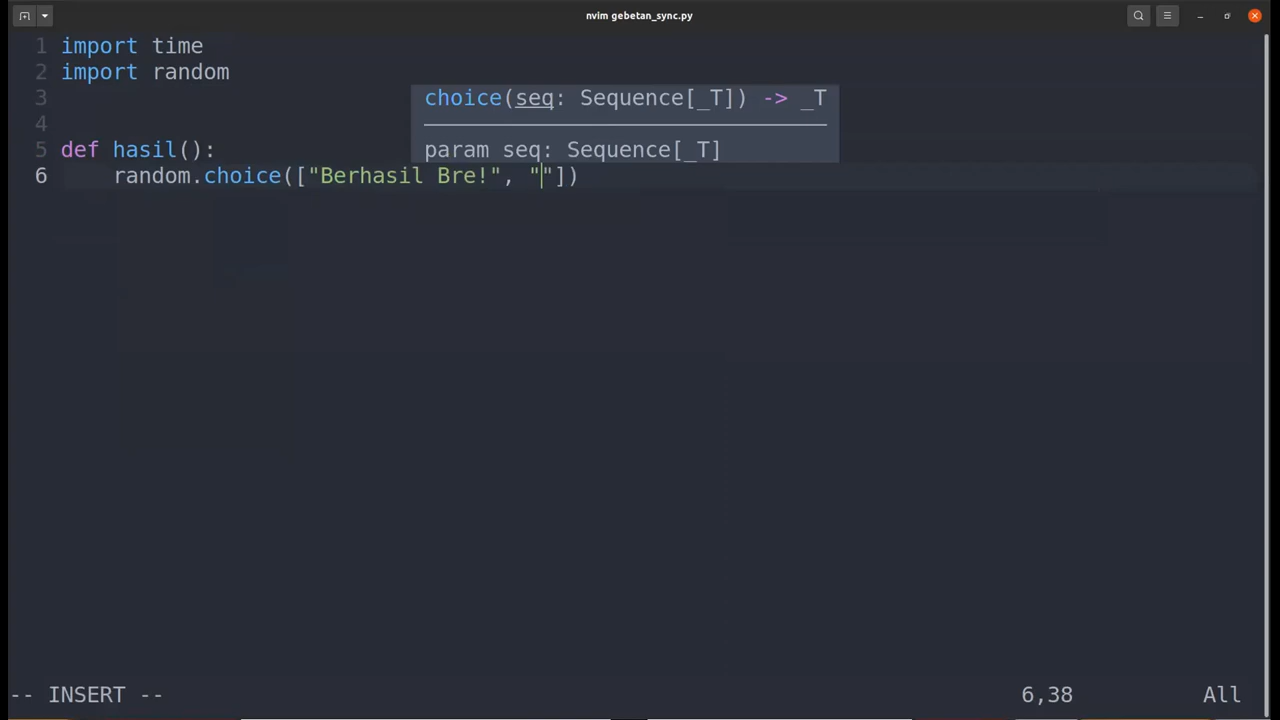 nvim gebetan_sync.py
1 import time
2 import random
3
4
choice(seq: Sequence[_T]) -> _T
param seq: Sequence[_T]
5 def hasil():
6     random.choice(["Berhasil Bre!", ""])
-- INSERT --
6,38
All